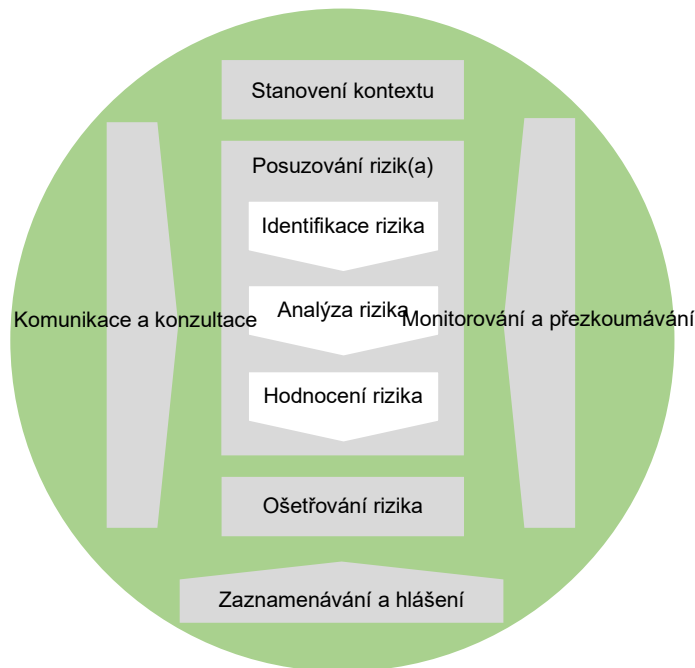 Stanovení kontextu
Posuzování rizik(a)
Identifikace rizika
Komunikace a konzultace
Analýza rizika
Monitorování a přezkoumávání
Hodnocení rizika
Ošetřování rizika
Zaznamenávání a hlášení